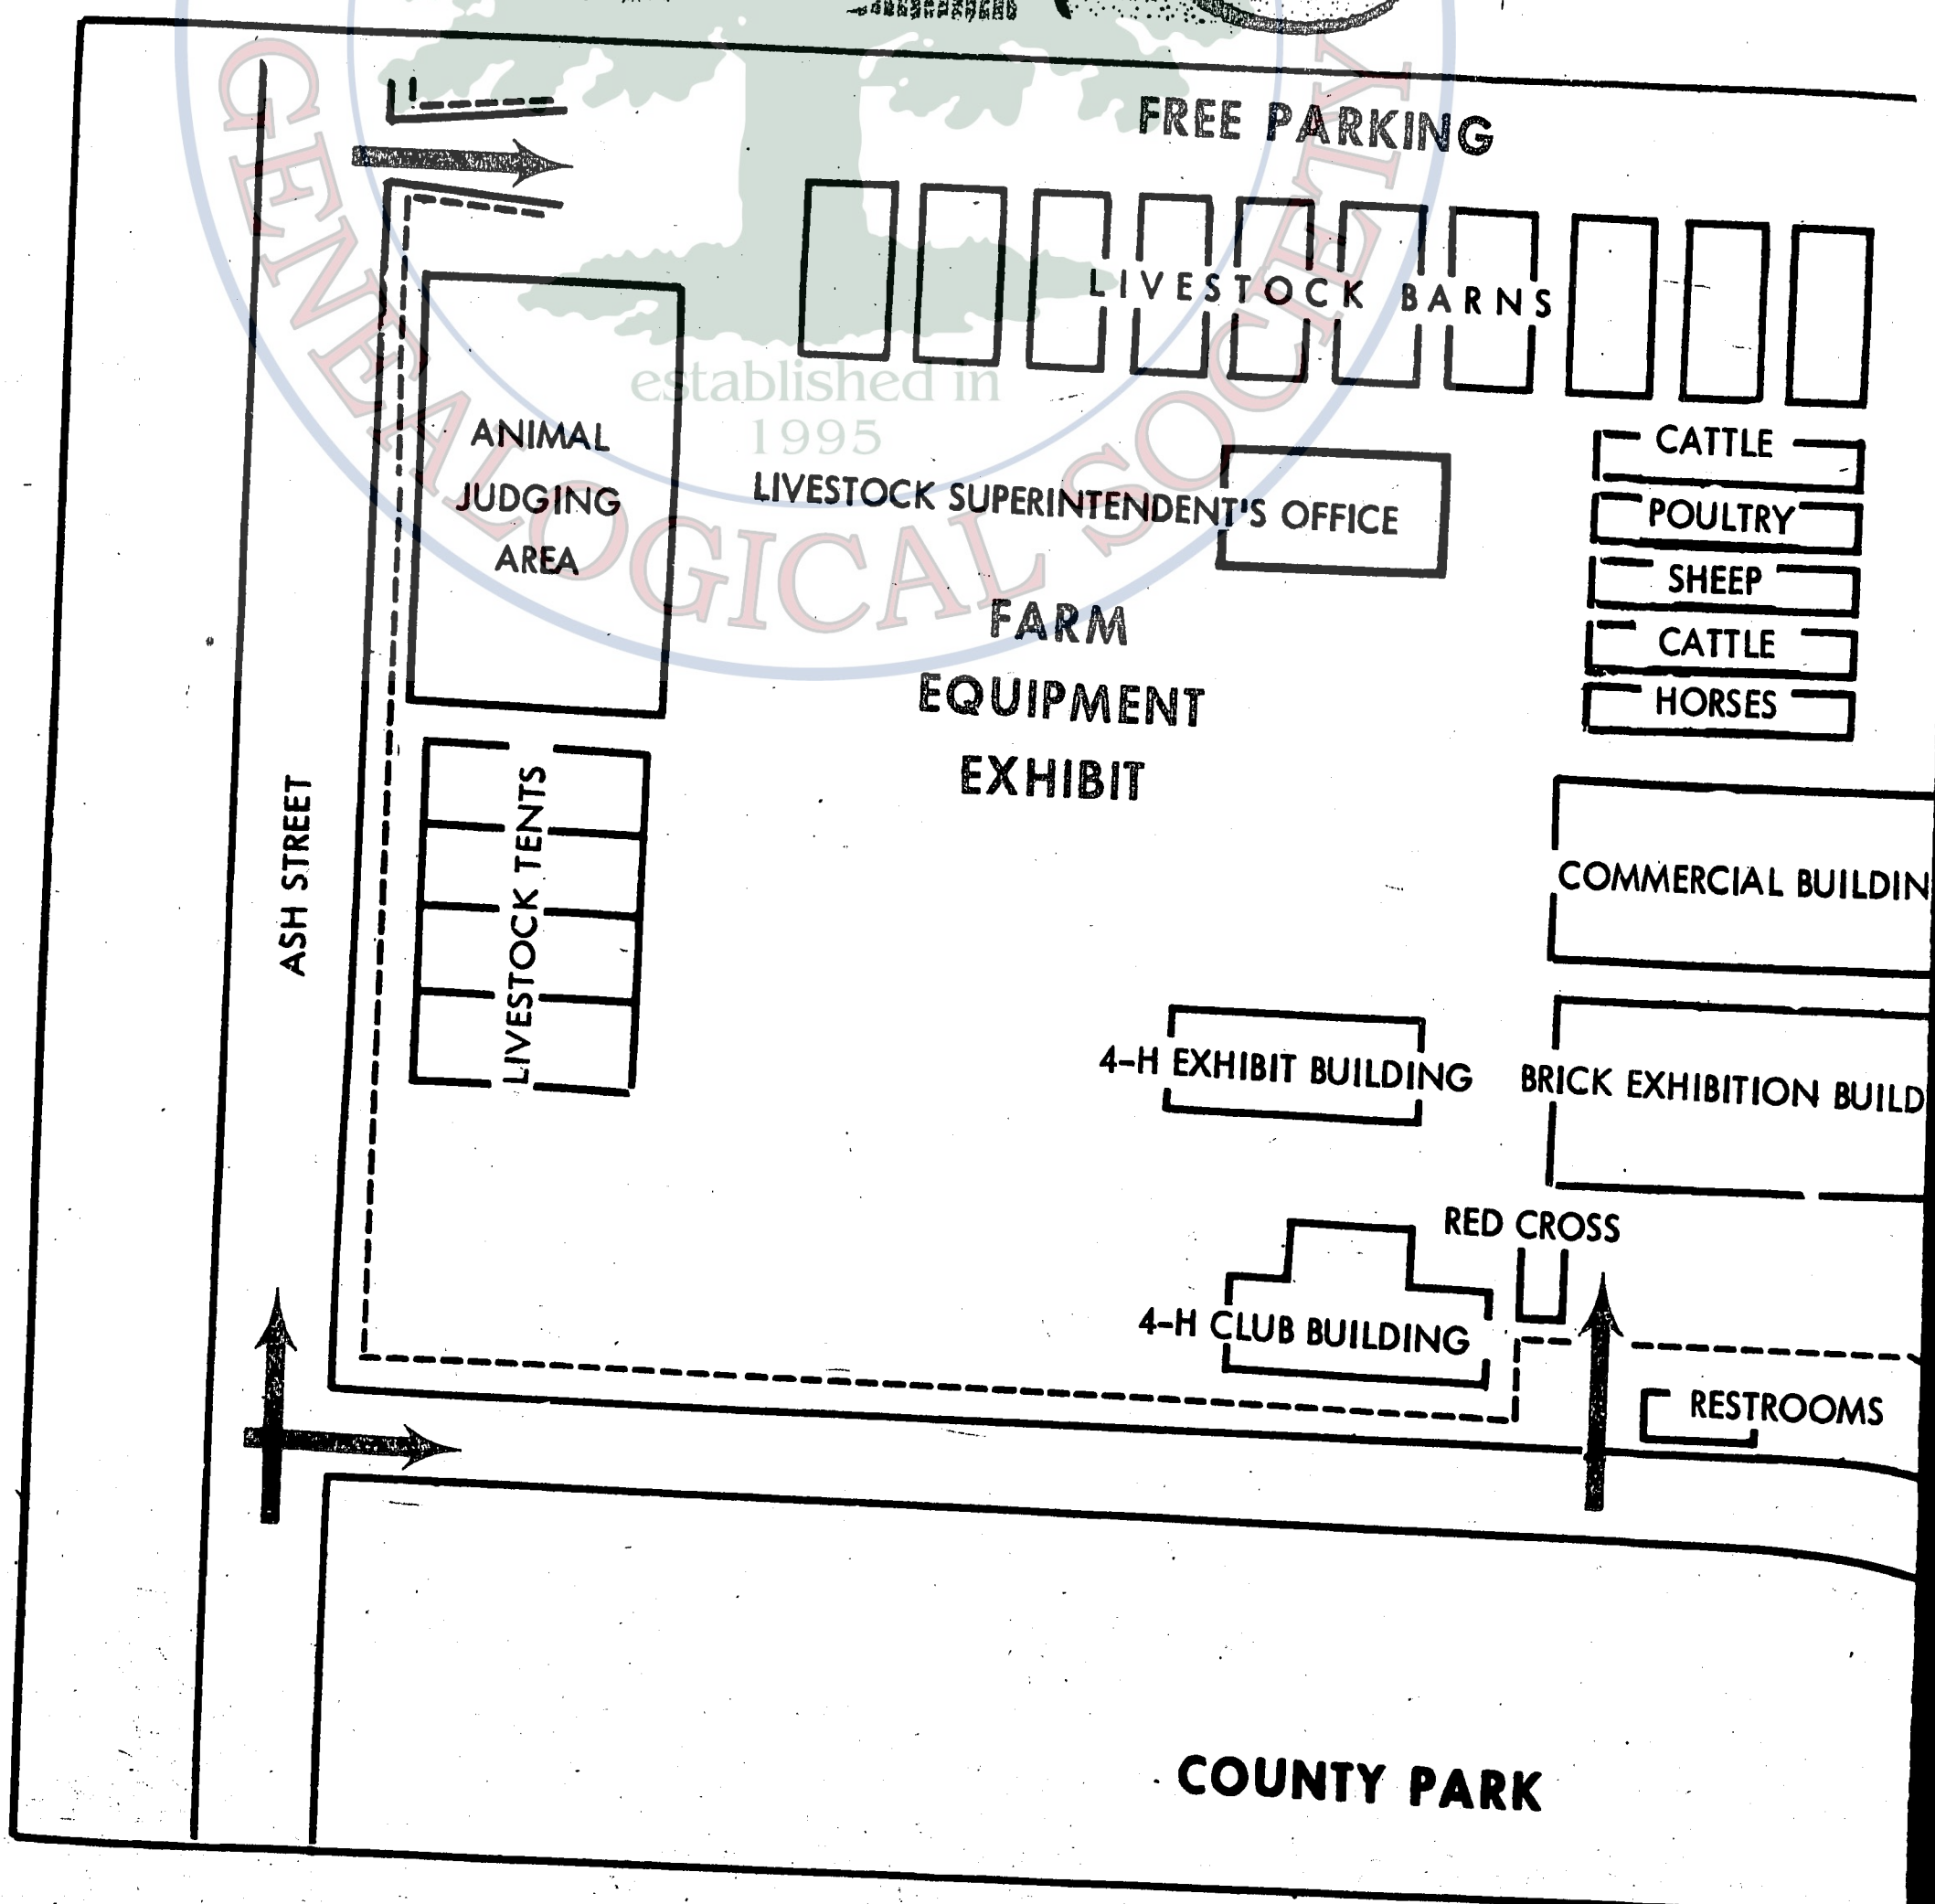 FREE PARKING
LIVESTOCK BARNS
ANIMAL
JUDGING
AREA
LIVESTOCK SUPERINTENDENT'S OFFICE
CATTLE
POULTRY
SHEEP
CATTLE
HORSES
FARM
EQUIPMENT
EXHIBIT
LIVESTOCK TENTS
ASH STREET
COMMERCIAL BUILDIN
4-H EXHIBIT BUILDING
BRICK EXHIBITION BUILD
RED CROSS
4-H CLUB BUILDING
RESTROOMS
COUNTY PARK
GENEALOGICAL SOCIETY
established in
1995